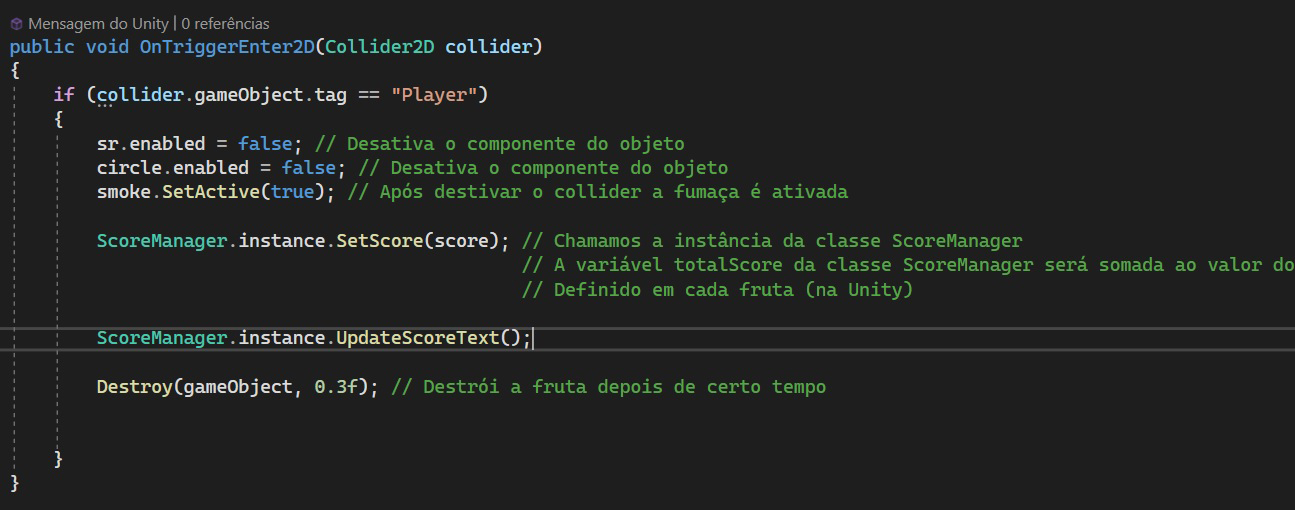 Mensagem do Unity | 0 referências
public void OnTriggerEnter2D(Collider2D collider)
{
if (collider.gameObject.tag == "Player")
{
sr.enabled = false; // Desativa o componente do objeto
circle.enabled = false; // Desativa o componente do objeto
smoke.SetActive(true); // Após destivar o collider a fumaça é ativada
ScoreManager.instance.SetScore(score); // Chamamos a instância da classe ScoreManager
// A variável totalScore da classe ScoreManager será somada ao valor do
// Definido em cada fruta (na Unity)
ScoreManager.instance.UpdateScoreText();
Destroy(gameObject, 0.3f); // Destrói a fruta depois de certo tempo
}
}